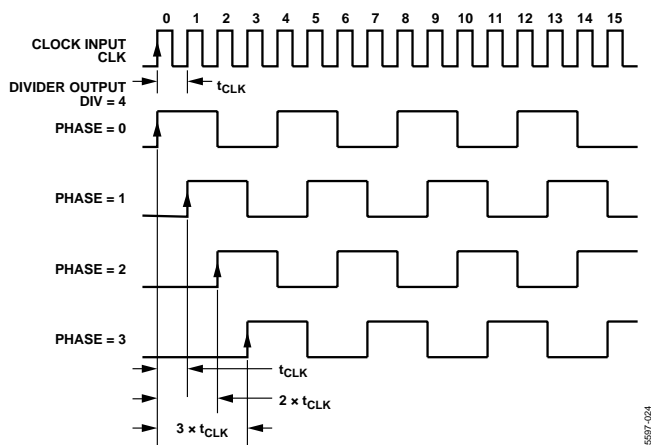 0 1 2 3 4 5 6 7 8 9 10 11 12 13 14 15
CLOCK INPUT
CLK
tCLK
DIVIDER OUTPUT
DIV = 4
PHASE = 0
PHASE = 1
PHASE = 2
PHASE = 3
tCLK
2 × tCLK
3 × tCLK
5597-024